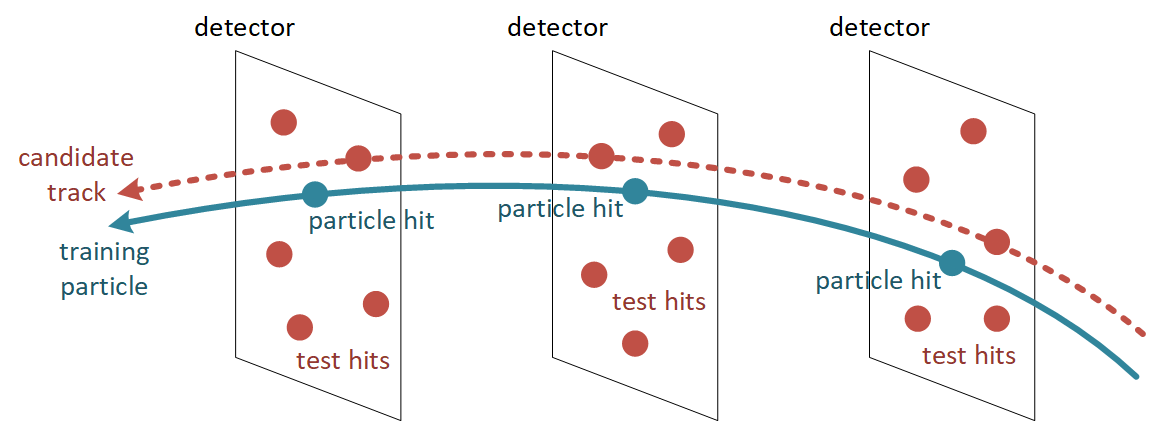 detector
detector
detector
candidate
track
particle hit
particle hit
training
particle
particle hit
test hits
test hits
test hits